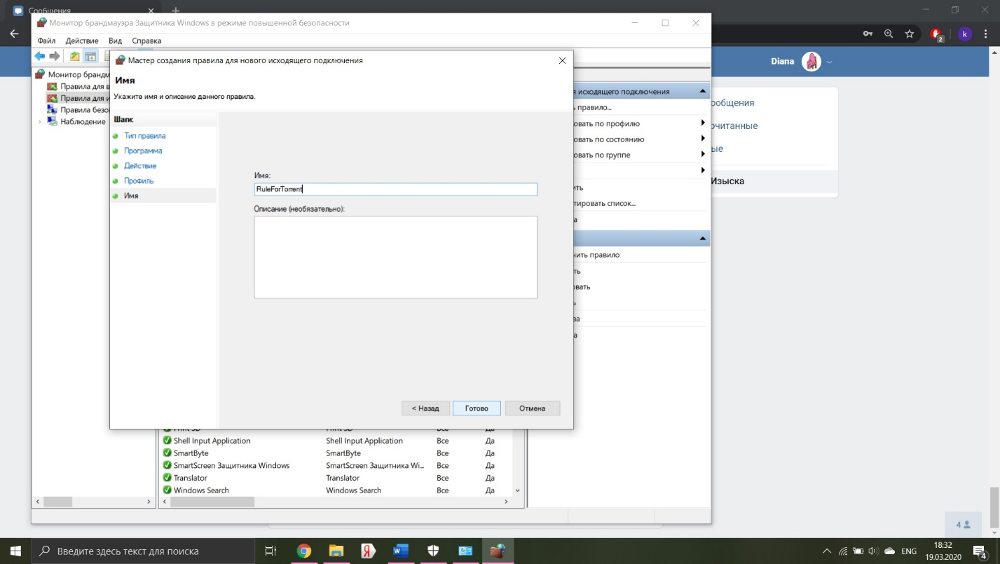 Сообщения
Монитор брандмауэра Защитника Windows в режиме повышенной безопасности
Файл Действие Вид Справка
2
k
Diana
Мастер создания правила для нового исходящего подключения
Имя
Укажите имя и описание данного правила.
Шаги:
Тип правила
Программа
Действие
Профиль
Имя
Имя:
RuleForTorrent
Описание (необязательно):
< Назад Готово Отмена
Монитор брандм
Правила для в
Правила для и
Правила безо
Наблюдение
я исходящего подключения
ь правило...
овать по профилю
овать по состоянию
овать по группе
ить
тировать список...
а
чить правило
ть
овать
ь
ва
а
ообщения
очитанные
ые
Изыска
Print 3D Print 3D Все Да
Shell Input Application Shell Input Application Все Да
SmartByte SmartByte Все Да
SmartScreen Защитника Windows SmartScreen Защитника Wi... Все Да
Translator Translator Все Да
Windows Search Windows Search Все Да
4
Введите здесь текст для поиска
ENG
18:32
19.03.2020
4